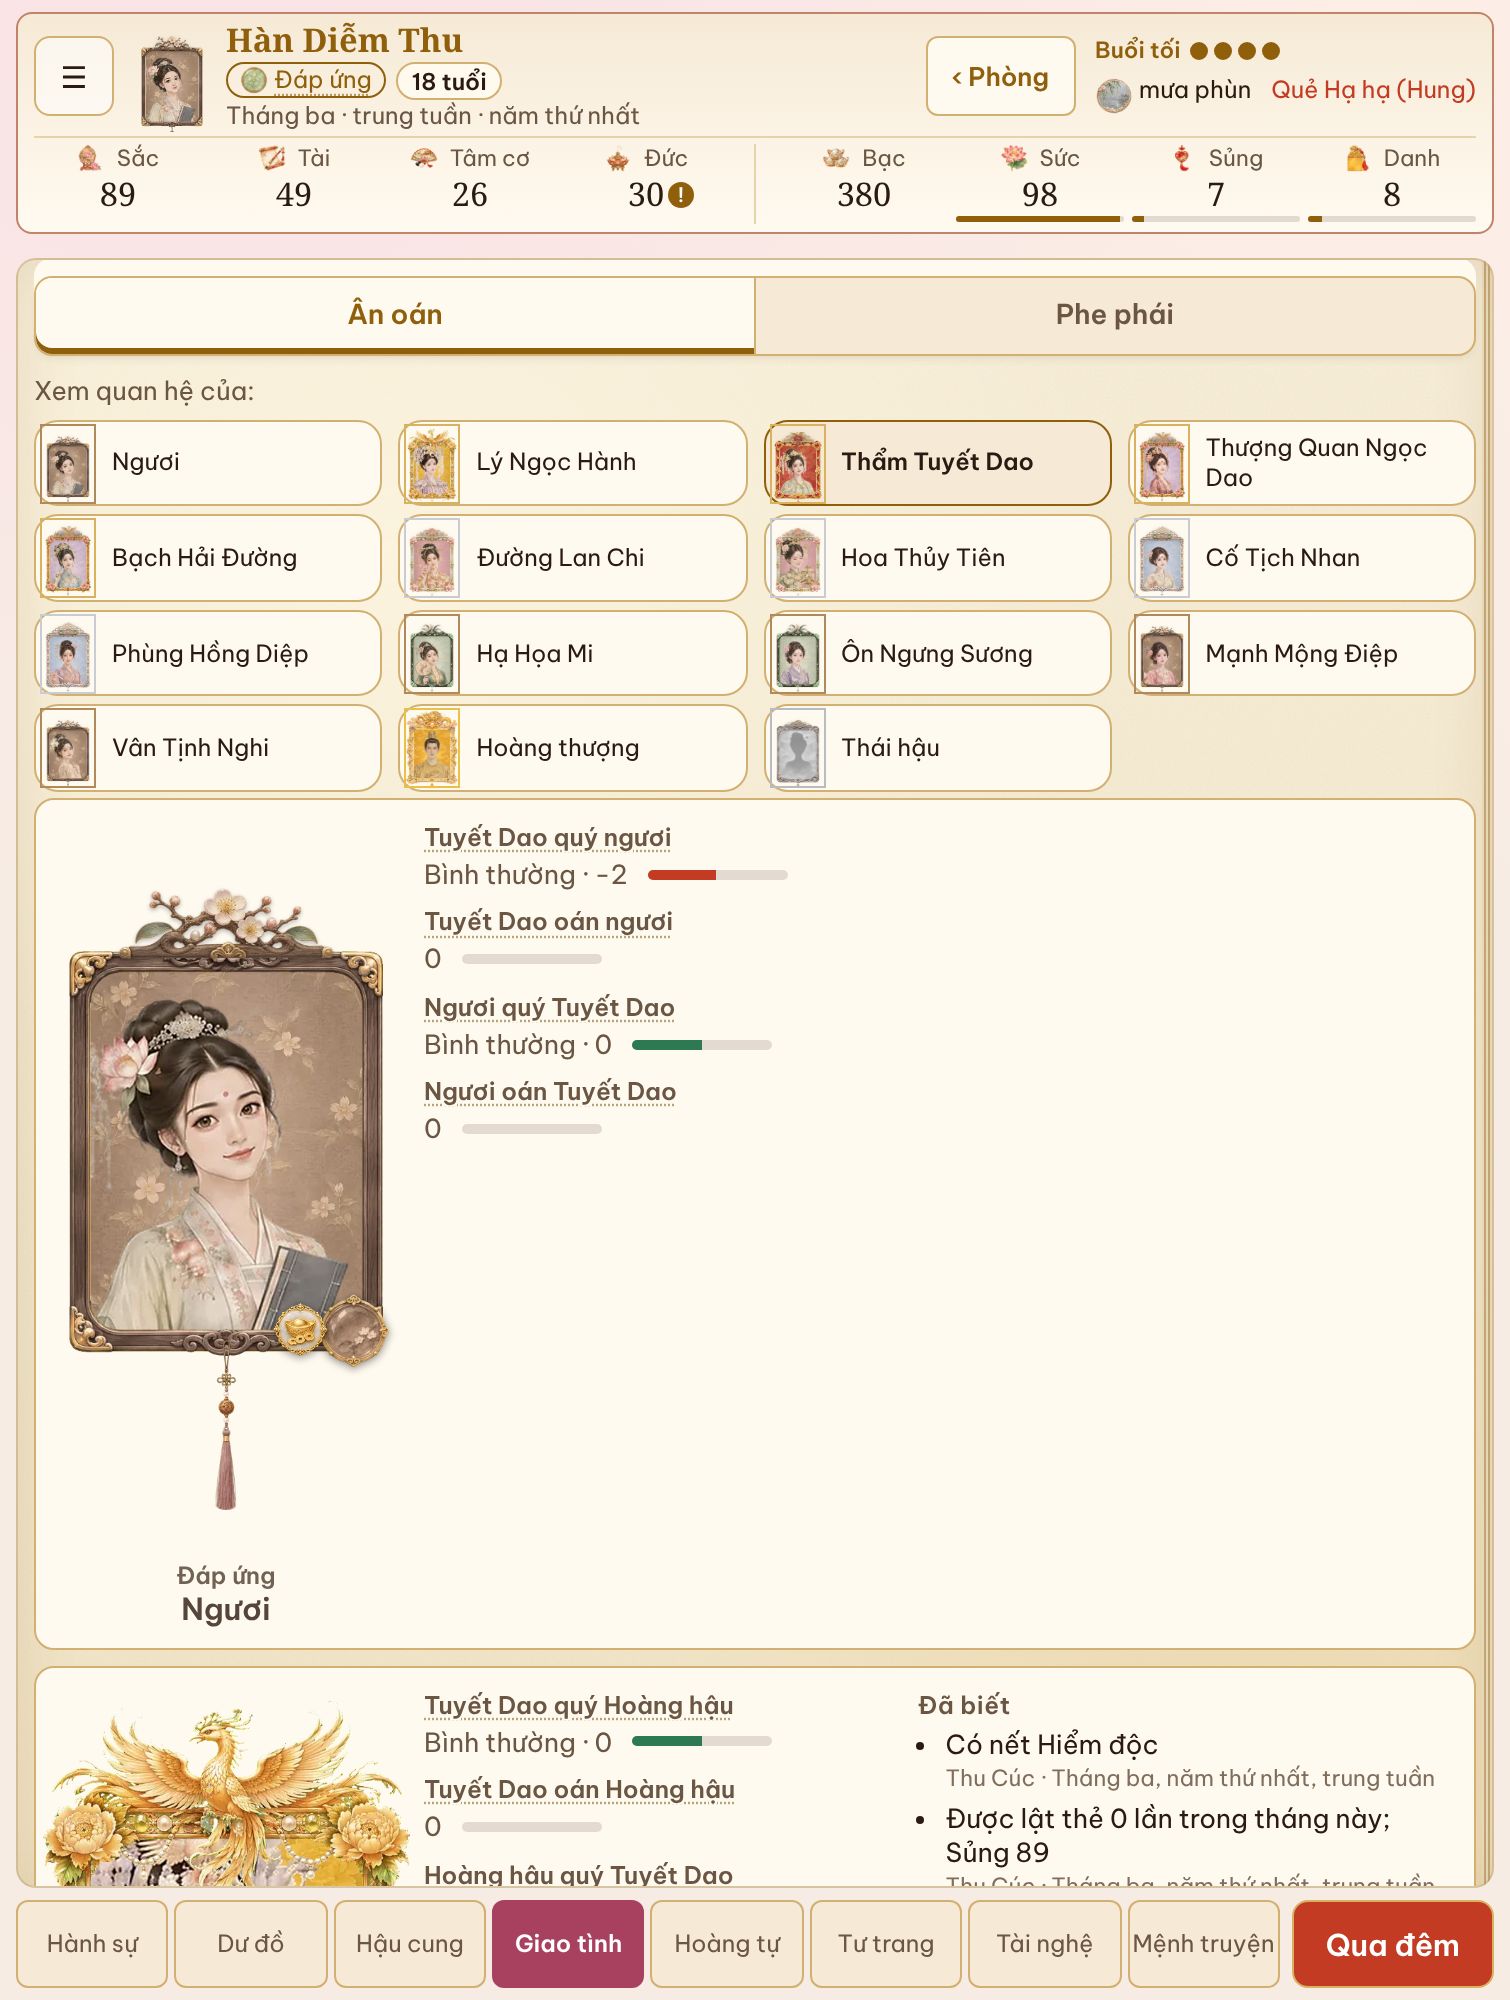 ☰
Hàn Diễm Thu
Đáp ứng
18 tuổi
Tháng ba · trung tuần · năm thứ nhất
‹ Phòng
Buổi tối
mưa phùn
Quẻ Hạ hạ (Hung)
Sắc
89
Tài
49
Tâm cơ
26
Đức
30 !
Bạc
380
Sức
98
Sủng
7
Danh
8
Ân oán
Phe phái
Xem quan hệ của:
Ngươi
Lý Ngọc Hành
Thẩm Tuyết Dao
Thượng Quan Ngọc
Dao
Bạch Hải Đường
Đường Lan Chi
Hoa Thủy Tiên
Cố Tịch Nhan
Phùng Hồng Diệp
Hạ Họa Mi
Ôn Ngưng Sương
Mạnh Mộng Điệp
Vân Tịnh Nghi
Hoàng thượng
Thái hậu
Đáp ứng
Ngươi
Tuyết Dao quý ngươi
Bình thường · -2
Tuyết Dao oán ngươi
0
Ngươi quý Tuyết Dao
Bình thường · 0
Ngươi oán Tuyết Dao
0
Tuyết Dao quý Hoàng hậu
Bình thường · 0
Tuyết Dao oán Hoàng hậu
0
Hoàng hậu quý Tuyết Dao
Đã biết
• Có nết Hiểm độc
Thu Cúc · Tháng ba, năm thứ nhất, trung tuần
• Được lật thẻ 0 lần trong tháng này;
Sủng 89
Thu Cúc · Tháng ba, năm thứ nhất, trung tuần
Hành sự
Dư đồ
Hậu cung
Giao tình
Hoàng tự
Tư trang
Tài nghệ
Mệnh truyện
Qua đêm